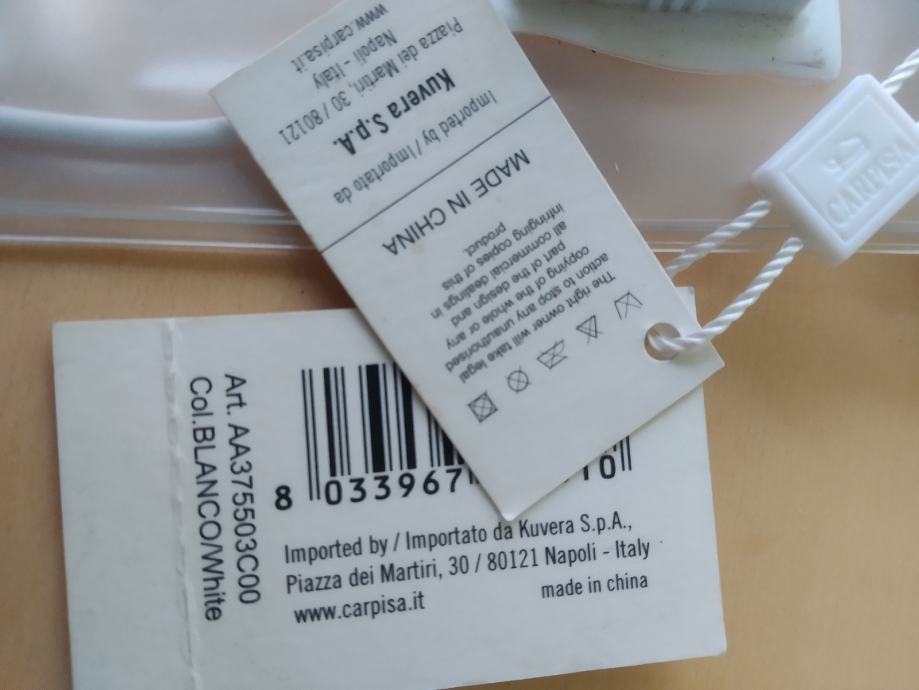 www.carpisa.it
Napoli - Italy
Piazza dei Martiri, 30 / 80121
Kuvera S.p.A.
Imported by / Importato da
MADE IN CHINA
The right owner will take legal
action to stop any unauthorised
copying of the whole or any
part of the design and
all commercial dealings in
infringing copies of this
product.
CARPISA
Art. AA375503C00
Col.BLANCO/White
8 033967 10
Imported by / Importato da Kuvera S.p.A.,
Piazza dei Martiri, 30 / 80121 Napoli - Italy
www.carpisa.it
made in china